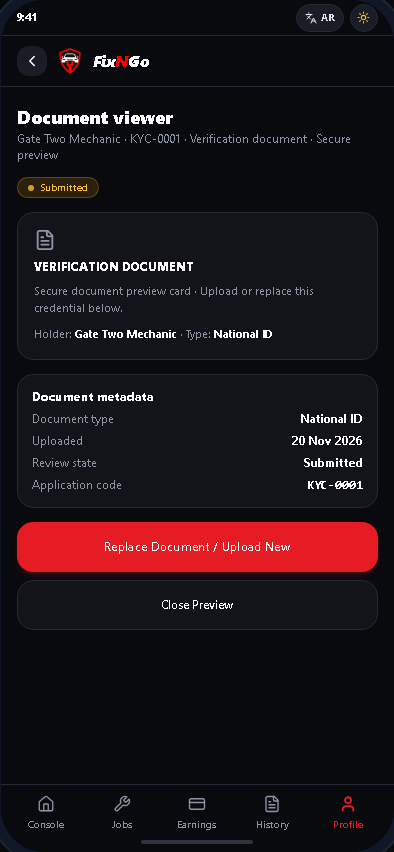 9:41
AR
FixNGo
Document viewer
Gate Two Mechanic · KYC-0001 · Verification document · Secure
preview
Submitted
VERIFICATION DOCUMENT
Secure document preview card · Upload or replace this
credential below.
Holder: Gate Two Mechanic · Type: National ID
Document metadata
Document type National ID
Uploaded 20 Nov 2026
Review state Submitted
Application code KYC-0001
Replace Document / Upload New
Close Preview
Console Jobs Earnings History Profile